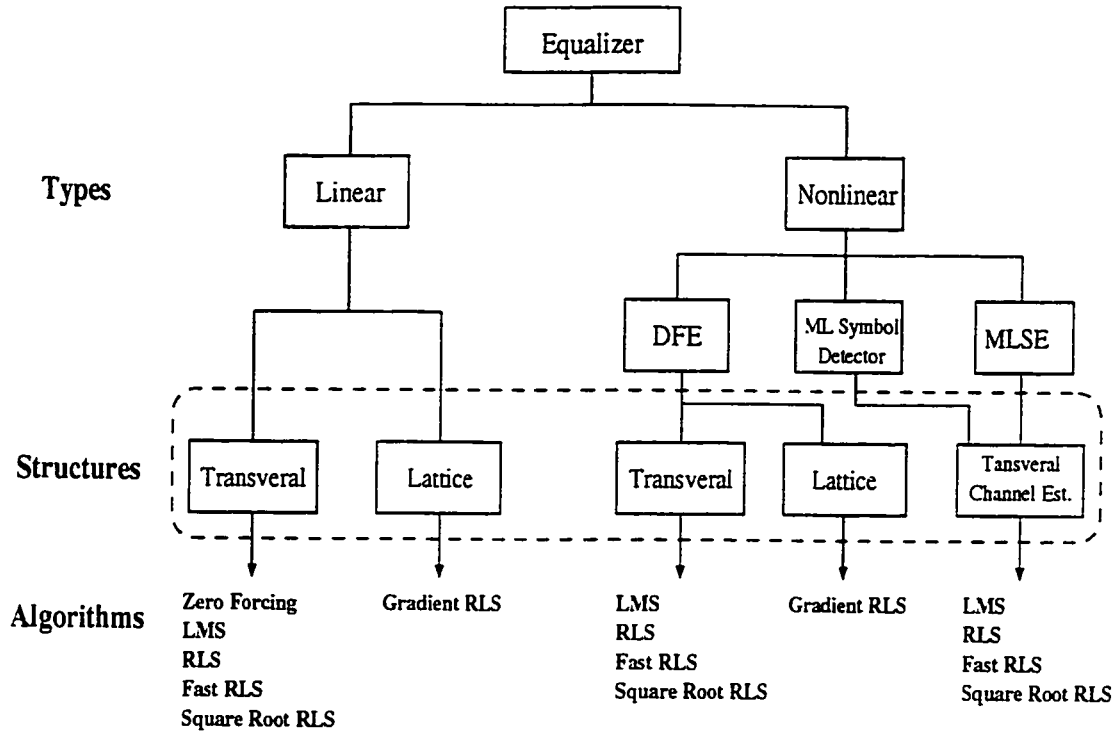 Equalizer
Types
Linear
Nonlinear
DFE
ML Symbol
Detector
MLSE
Structures
Transveral
Lattice
Transveral
Lattice
Tansveral
Channel Est.
Algorithms
Zero Forcing
LMS
RLS
Fast RLS
Square Root RLS
Gradient RLS
LMS
RLS
Fast RLS
Square Root RLS
Gradient RLS
LMS
RLS
Fast RLS
Square Root RLS